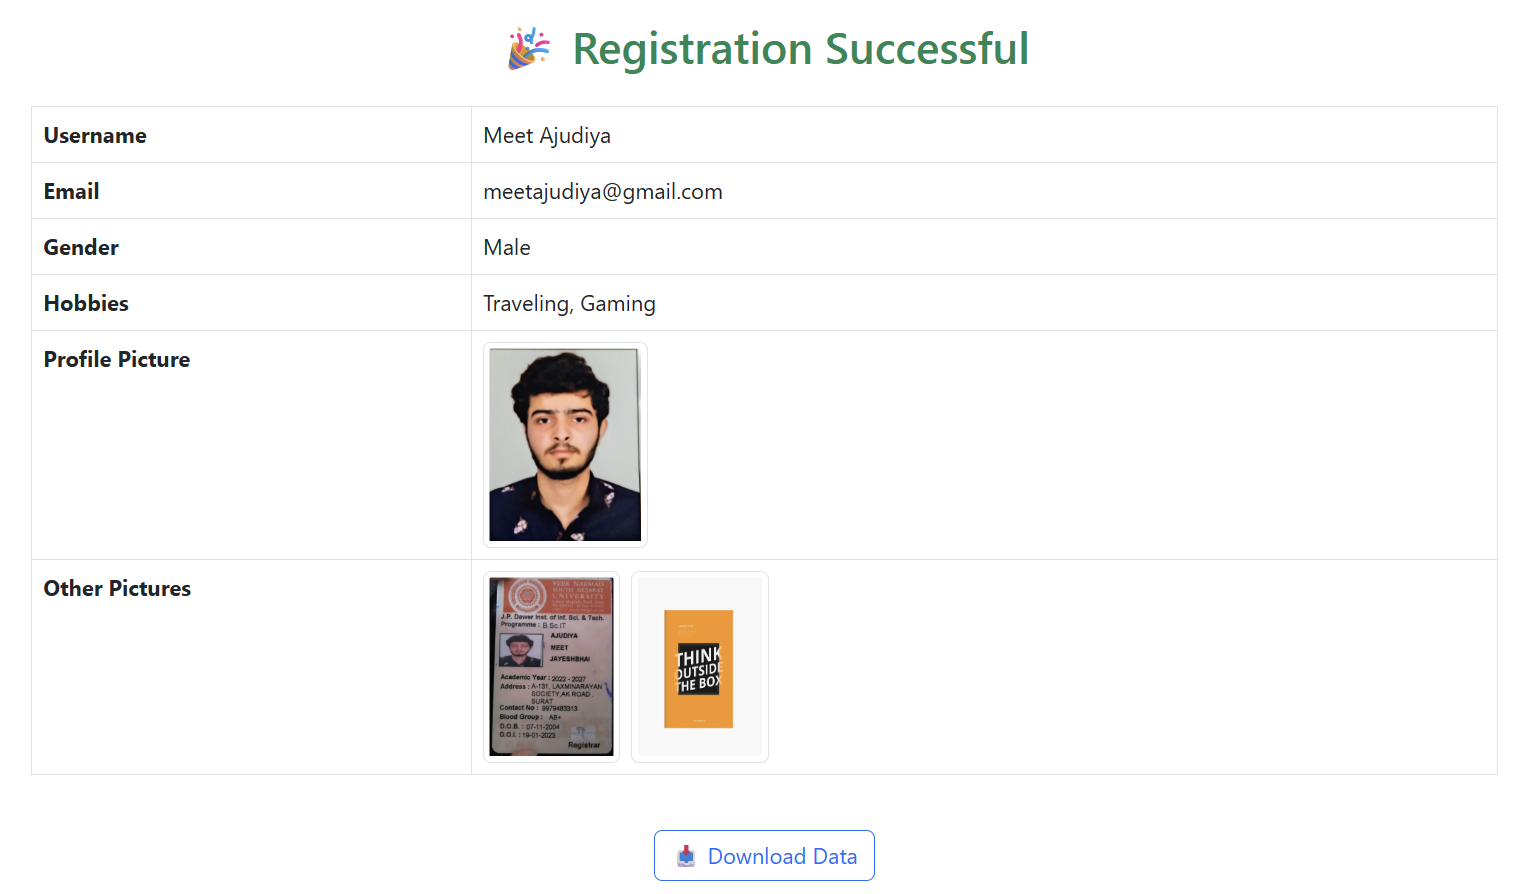 Registration Successful
Username
Meet Ajudiya
Email
meetajudiya@gmail.com
Gender
Male
Hobbies
Traveling, Gaming
Profile Picture
Other Pictures
VEER NARMAD
SOUTH GUJARAT
UNIVERSITY
J.P. Dawer Inst. of Inf. Sci. & Tech.
Programme : B.Sc IT
AJUDIYA
MEET
JAYESHBHAI
Academic Year : 2022 - 2027
Address : A-131, LAXMINARAYAN
SOCIETY,AK ROAD ,
SURAT
Contact No : 9979483313
Blood Group : AB+
D.O.B. : 07-11-2004
D.O.I. : 19-01-2023
Registrar
THINK
OUTSIDE
THE BOX
Download Data